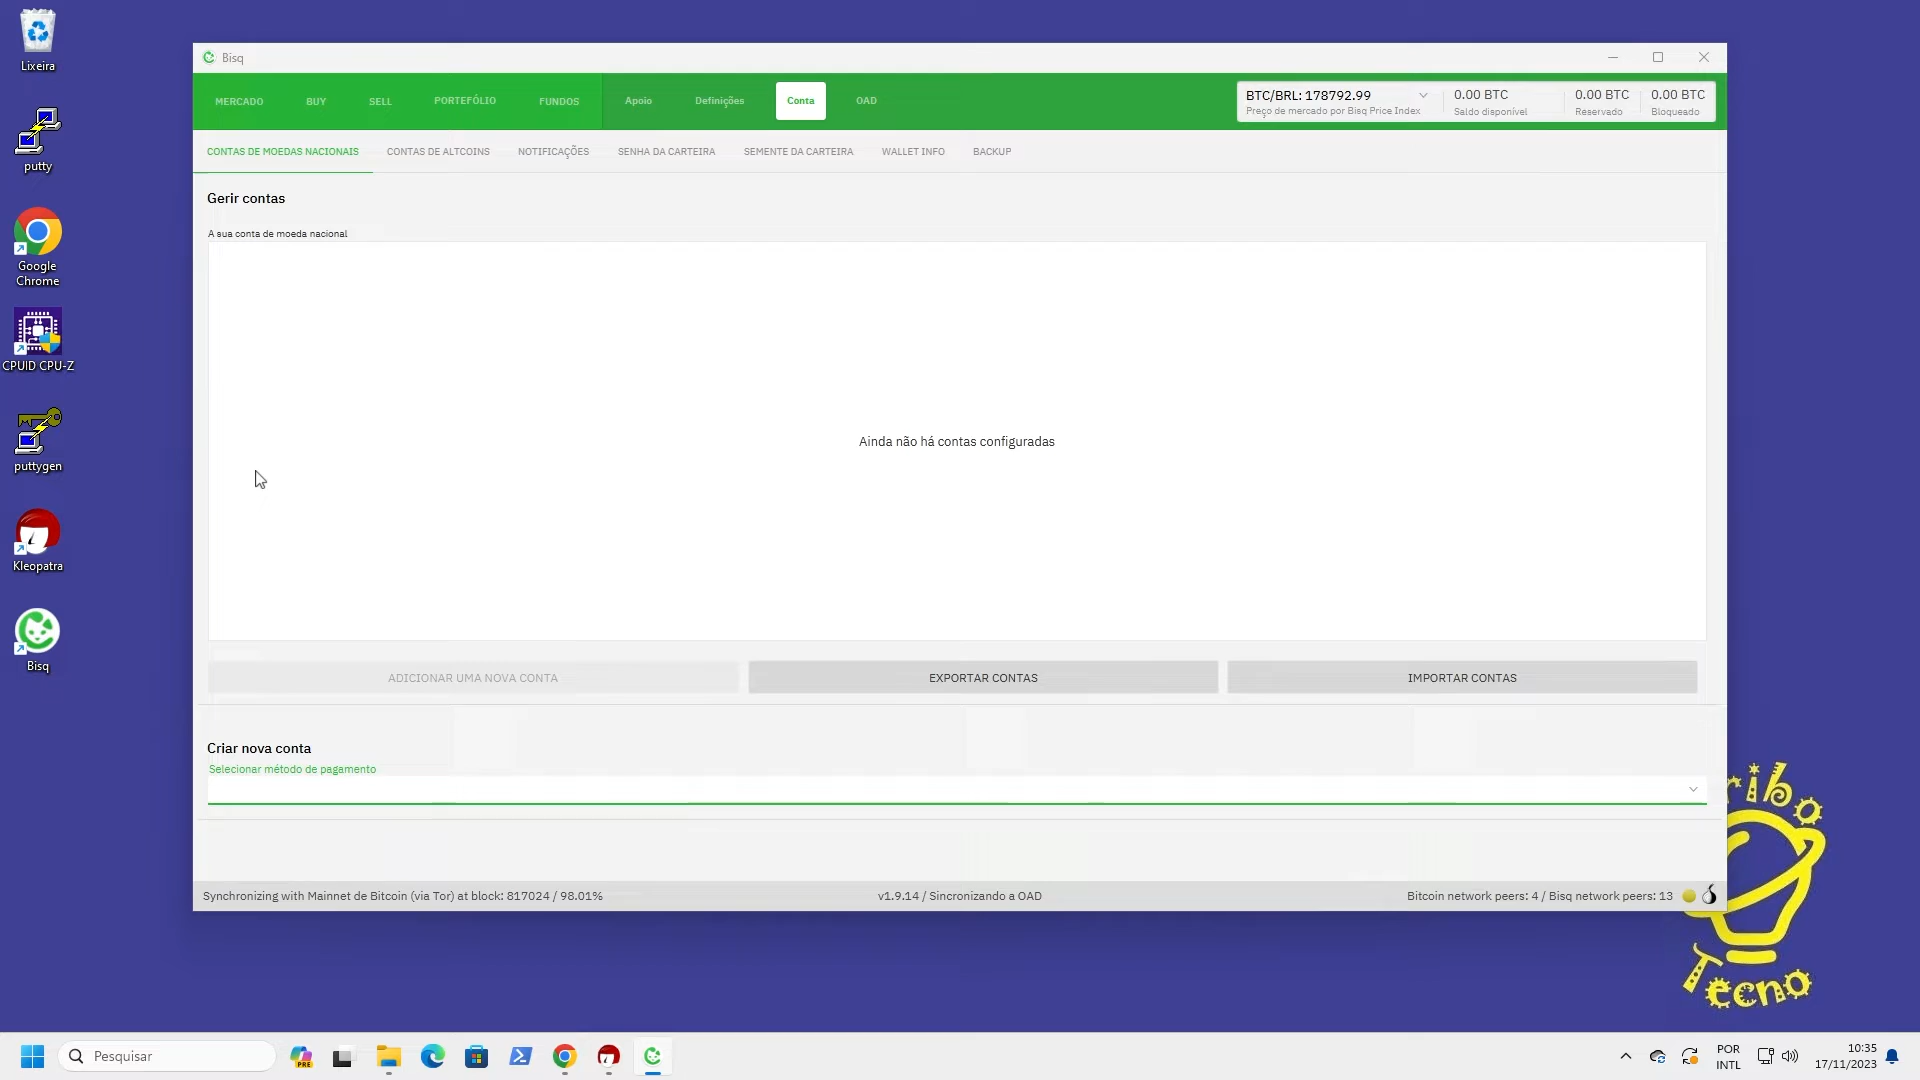 Lixeira
putty
Google
Chrome
CPUID CPU-Z
puttygen
Kleopatra
Bisq
Bisq
MERCADO BUY SELL PORTEFÓLIO FUNDOS Apoio Definições Conta OAD
BTC/BRL: 178792.99 0.00 BTC 0.00 BTC 0.00 BTC
Preço de mercado por Bisq Price Index Saldo disponível Reservado Bloqueado
CONTAS DE MOEDAS NACIONAIS CONTAS DE ALTCOINS NOTIFICAÇÕES SENHA DA CARTEIRA SEMENTE DA CARTEIRA WALLET INFO BACKUP
Gerir contas
A sua conta de moeda nacional
Ainda não há contas configuradas
ADICIONAR UMA NOVA CONTA EXPORTAR CONTAS IMPORTAR CONTAS
Criar nova conta
Selecionar método de pagamento
Synchronizing with Mainnet de Bitcoin (via Tor) at block: 817024 / 98.01% v1.9.14 / Sincronizando a OAD Bitcoin network peers: 4 / Bisq network peers: 13
Tecno
Pesquisar
PRE
POR
INTL
10:35
17/11/2023